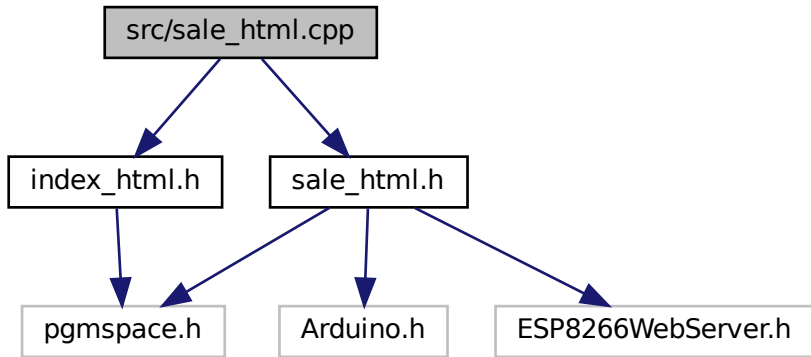 src/sale_html.cpp
index_html.h
sale_html.h
pgmspace.h
Arduino.h
ESP8266WebServer.h